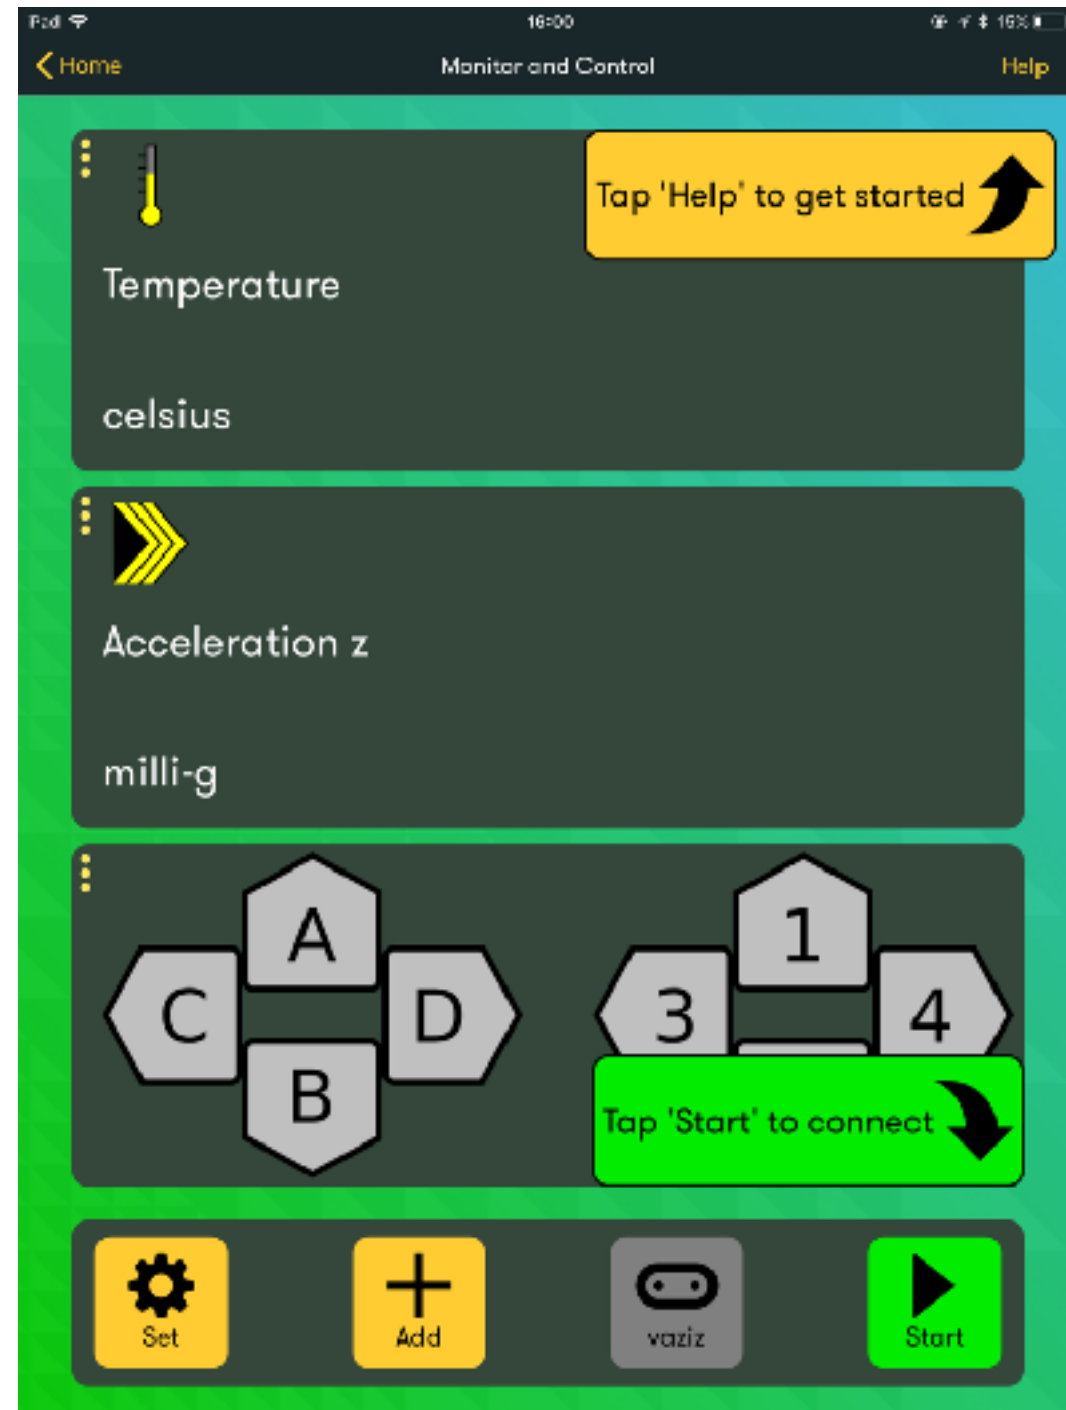 iPad 16:00 15%
Home Monitor and Control Help
Tap 'Help' to get started
Temperature
celsius
Acceleration z
milli-g
A 1
C D 3 4
B
Tap 'Start' to connect
Set Add vaziz Start